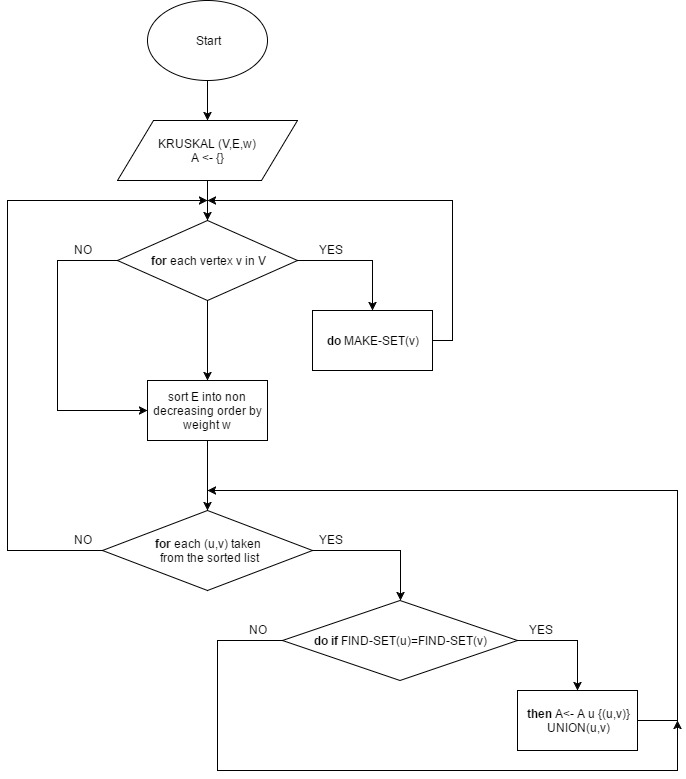 Start
KRUSKAL (V,E,w)
A <- {}
NO
YES
for each vertex v in V
do MAKE-SET(v)
sort E into non
decreasing order by
weight w
NO
YES
for each (u,v) taken
from the sorted list
NO
YES
do if FIND-SET(u)=FIND-SET(v)
then A<- A u {(u,v)}
UNION(u,v)